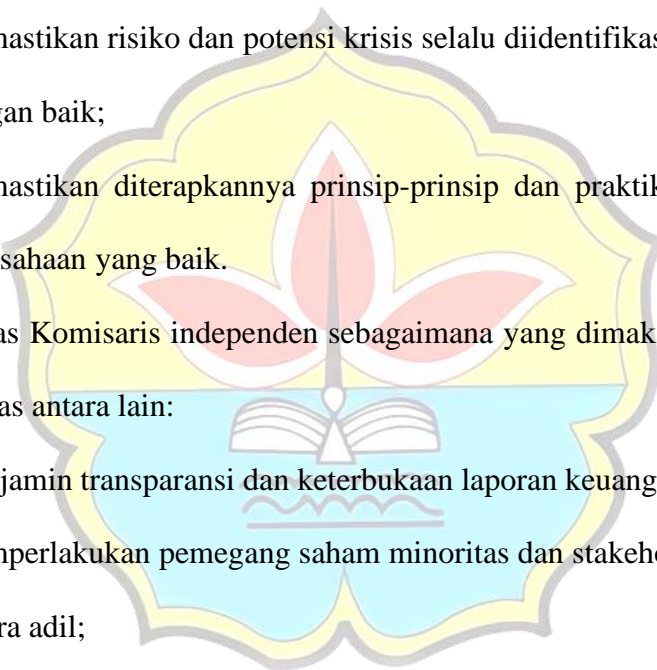 nastikan risiko dan potensi krisis selalu diidentifikas
gan baik;
nastikan diterapkannya prinsip-prinsip dan praktik
usahaan yang baik.
as Komisaris independen sebagaimana yang dimak
as antara lain:
jamin transparansi dan keterbukaan laporan keuang
nperlakukan pemegang saham minoritas dan stakeho
ra adil;